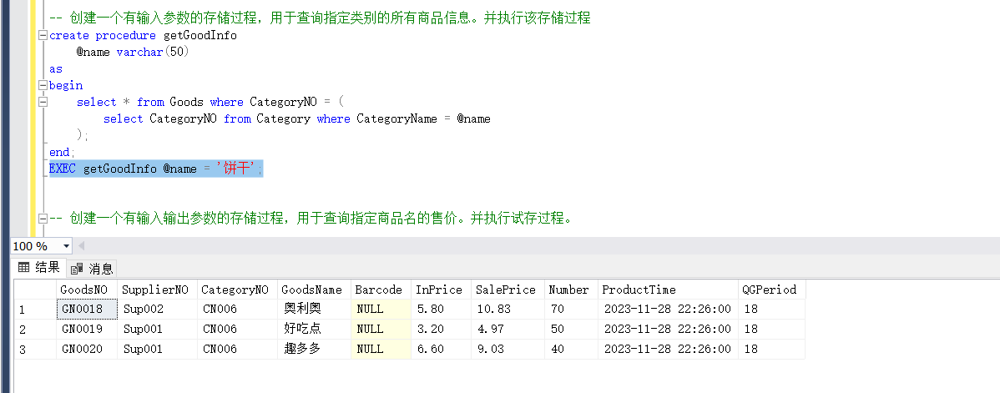 -- 创建一个有输入参数的存储过程，用于查询指定类别的所有商品信息。并执行该存储过程
create procedure getGoodInfo
@name varchar(50)
as
begin
select * from Goods where CategoryNO = (
select CategoryNO from Category where CategoryName = @name
);
end;
EXEC getGoodInfo @name = '饼干';
-- 创建一个有输入输出参数的存储过程，用于查询指定商品名的售价。并执行试存过程。
100 %
结果 消息
GoodsNO SupplierNO CategoryNO GoodsName Barcode InPrice SalePrice Number ProductTime QGPeriod
1 GN0018 Sup002 CN006 奥利奥 NULL 5.80 10.83 70 2023-11-28 22:26:00 18
2 GN0019 Sup001 CN006 好吃点 NULL 3.20 4.97 50 2023-11-28 22:26:00 18
3 GN0020 Sup001 CN006 趣多多 NULL 6.60 9.03 40 2023-11-28 22:26:00 18